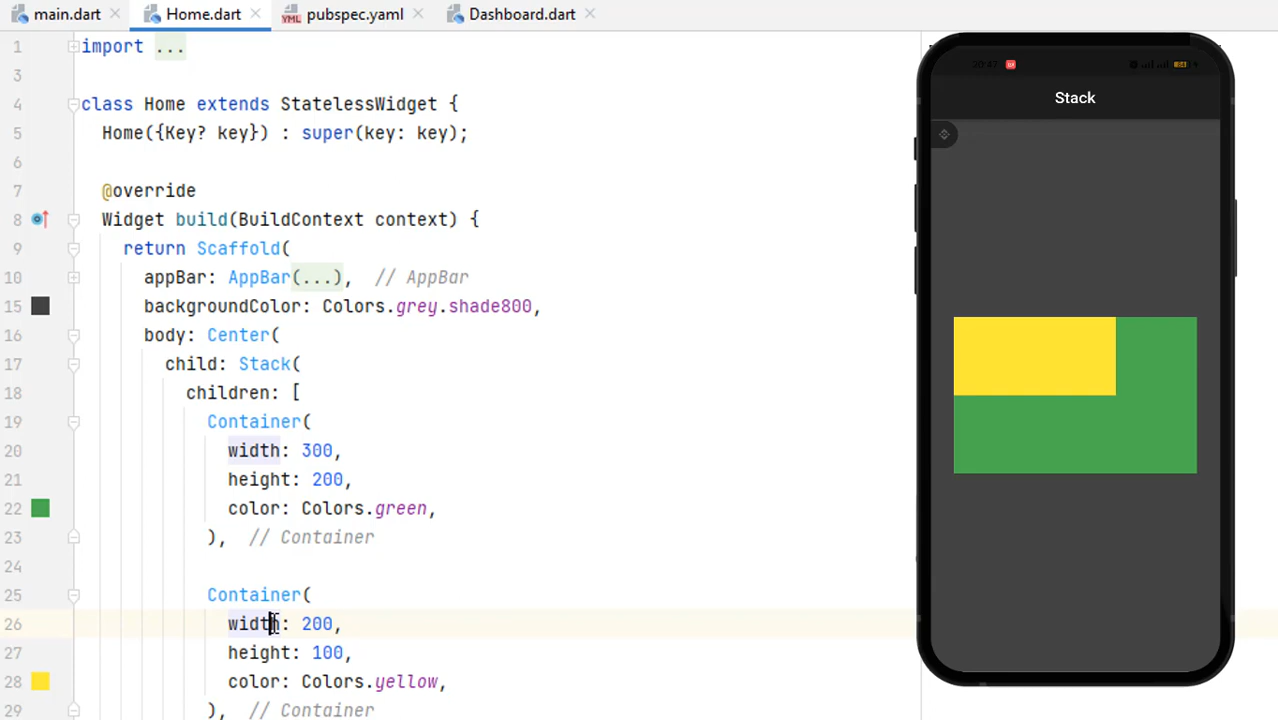 main.dart Home.dart pubspec.yaml Dashboard.dart
1 import ...
3
4 class Home extends StatelessWidget {
5 Home({Key? key}) : super(key: key);
6
7 @override
8 Widget build(BuildContext context) {
9 return Scaffold(
10 appBar: AppBar(...), // AppBar
15 backgroundColor: Colors.grey.shade800,
16 body: Center(
17 child: Stack(
18 children: [
19 Container(
20 width: 300,
21 height: 200,
22 color: Colors.green,
23 ), // Container
24
25 Container(
26 width: 200,
27 height: 100,
28 color: Colors.yellow,
29 ), // Container
20:47
Stack